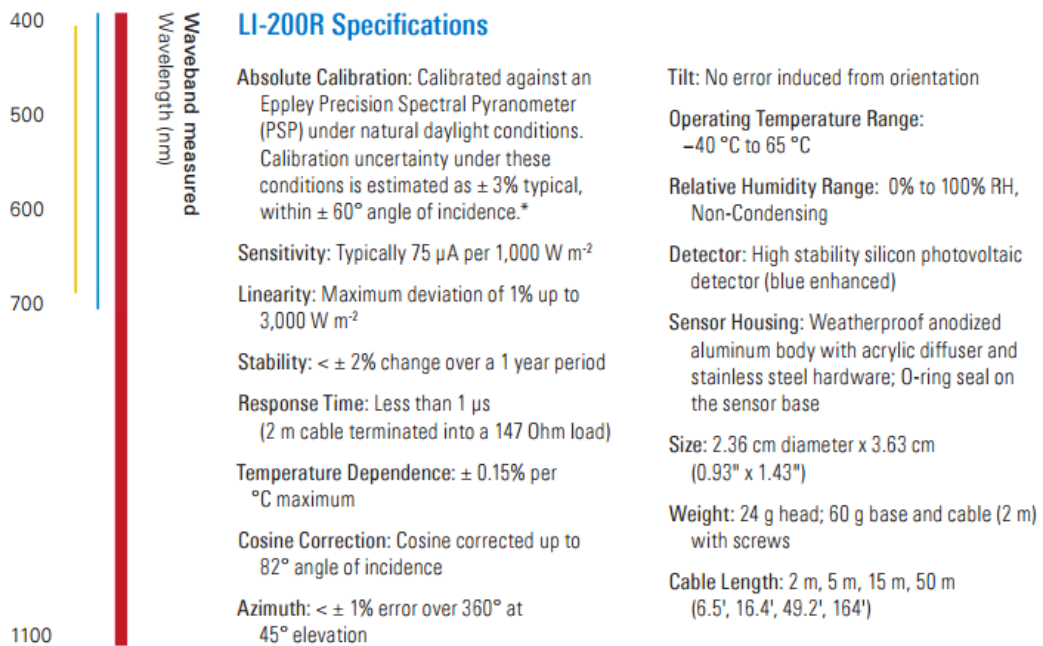 400
500
600
700
1100
Waveband measured
Wavelength (nm)
LI-200R Specifications
Absolute Calibration: Calibrated against an
Eppley Precision Spectral Pyranometer
(PSP) under natural daylight conditions.
Calibration uncertainty under these
conditions is estimated as ± 3% typical,
within ± 60° angle of incidence.*
Sensitivity: Typically 75 µA per 1,000 W m⁻²
Linearity: Maximum deviation of 1% up to
3,000 W m⁻²
Stability: < ± 2% change over a 1 year period
Response Time: Less than 1 µs
(2 m cable terminated into a 147 Ohm load)
Temperature Dependence: ± 0.15% per
°C maximum
Cosine Correction: Cosine corrected up to
82° angle of incidence
Azimuth: < ± 1% error over 360° at
45° elevation
Tilt: No error induced from orientation
Operating Temperature Range:
–40 °C to 65 °C
Relative Humidity Range: 0% to 100% RH,
Non-Condensing
Detector: High stability silicon photovoltaic
detector (blue enhanced)
Sensor Housing: Weatherproof anodized
aluminum body with acrylic diffuser and
stainless steel hardware; O-ring seal on
the sensor base
Size: 2.36 cm diameter x 3.63 cm
(0.93" x 1.43")
Weight: 24 g head; 60 g base and cable (2 m)
with screws
Cable Length: 2 m, 5 m, 15 m, 50 m
(6.5', 16.4', 49.2', 164')